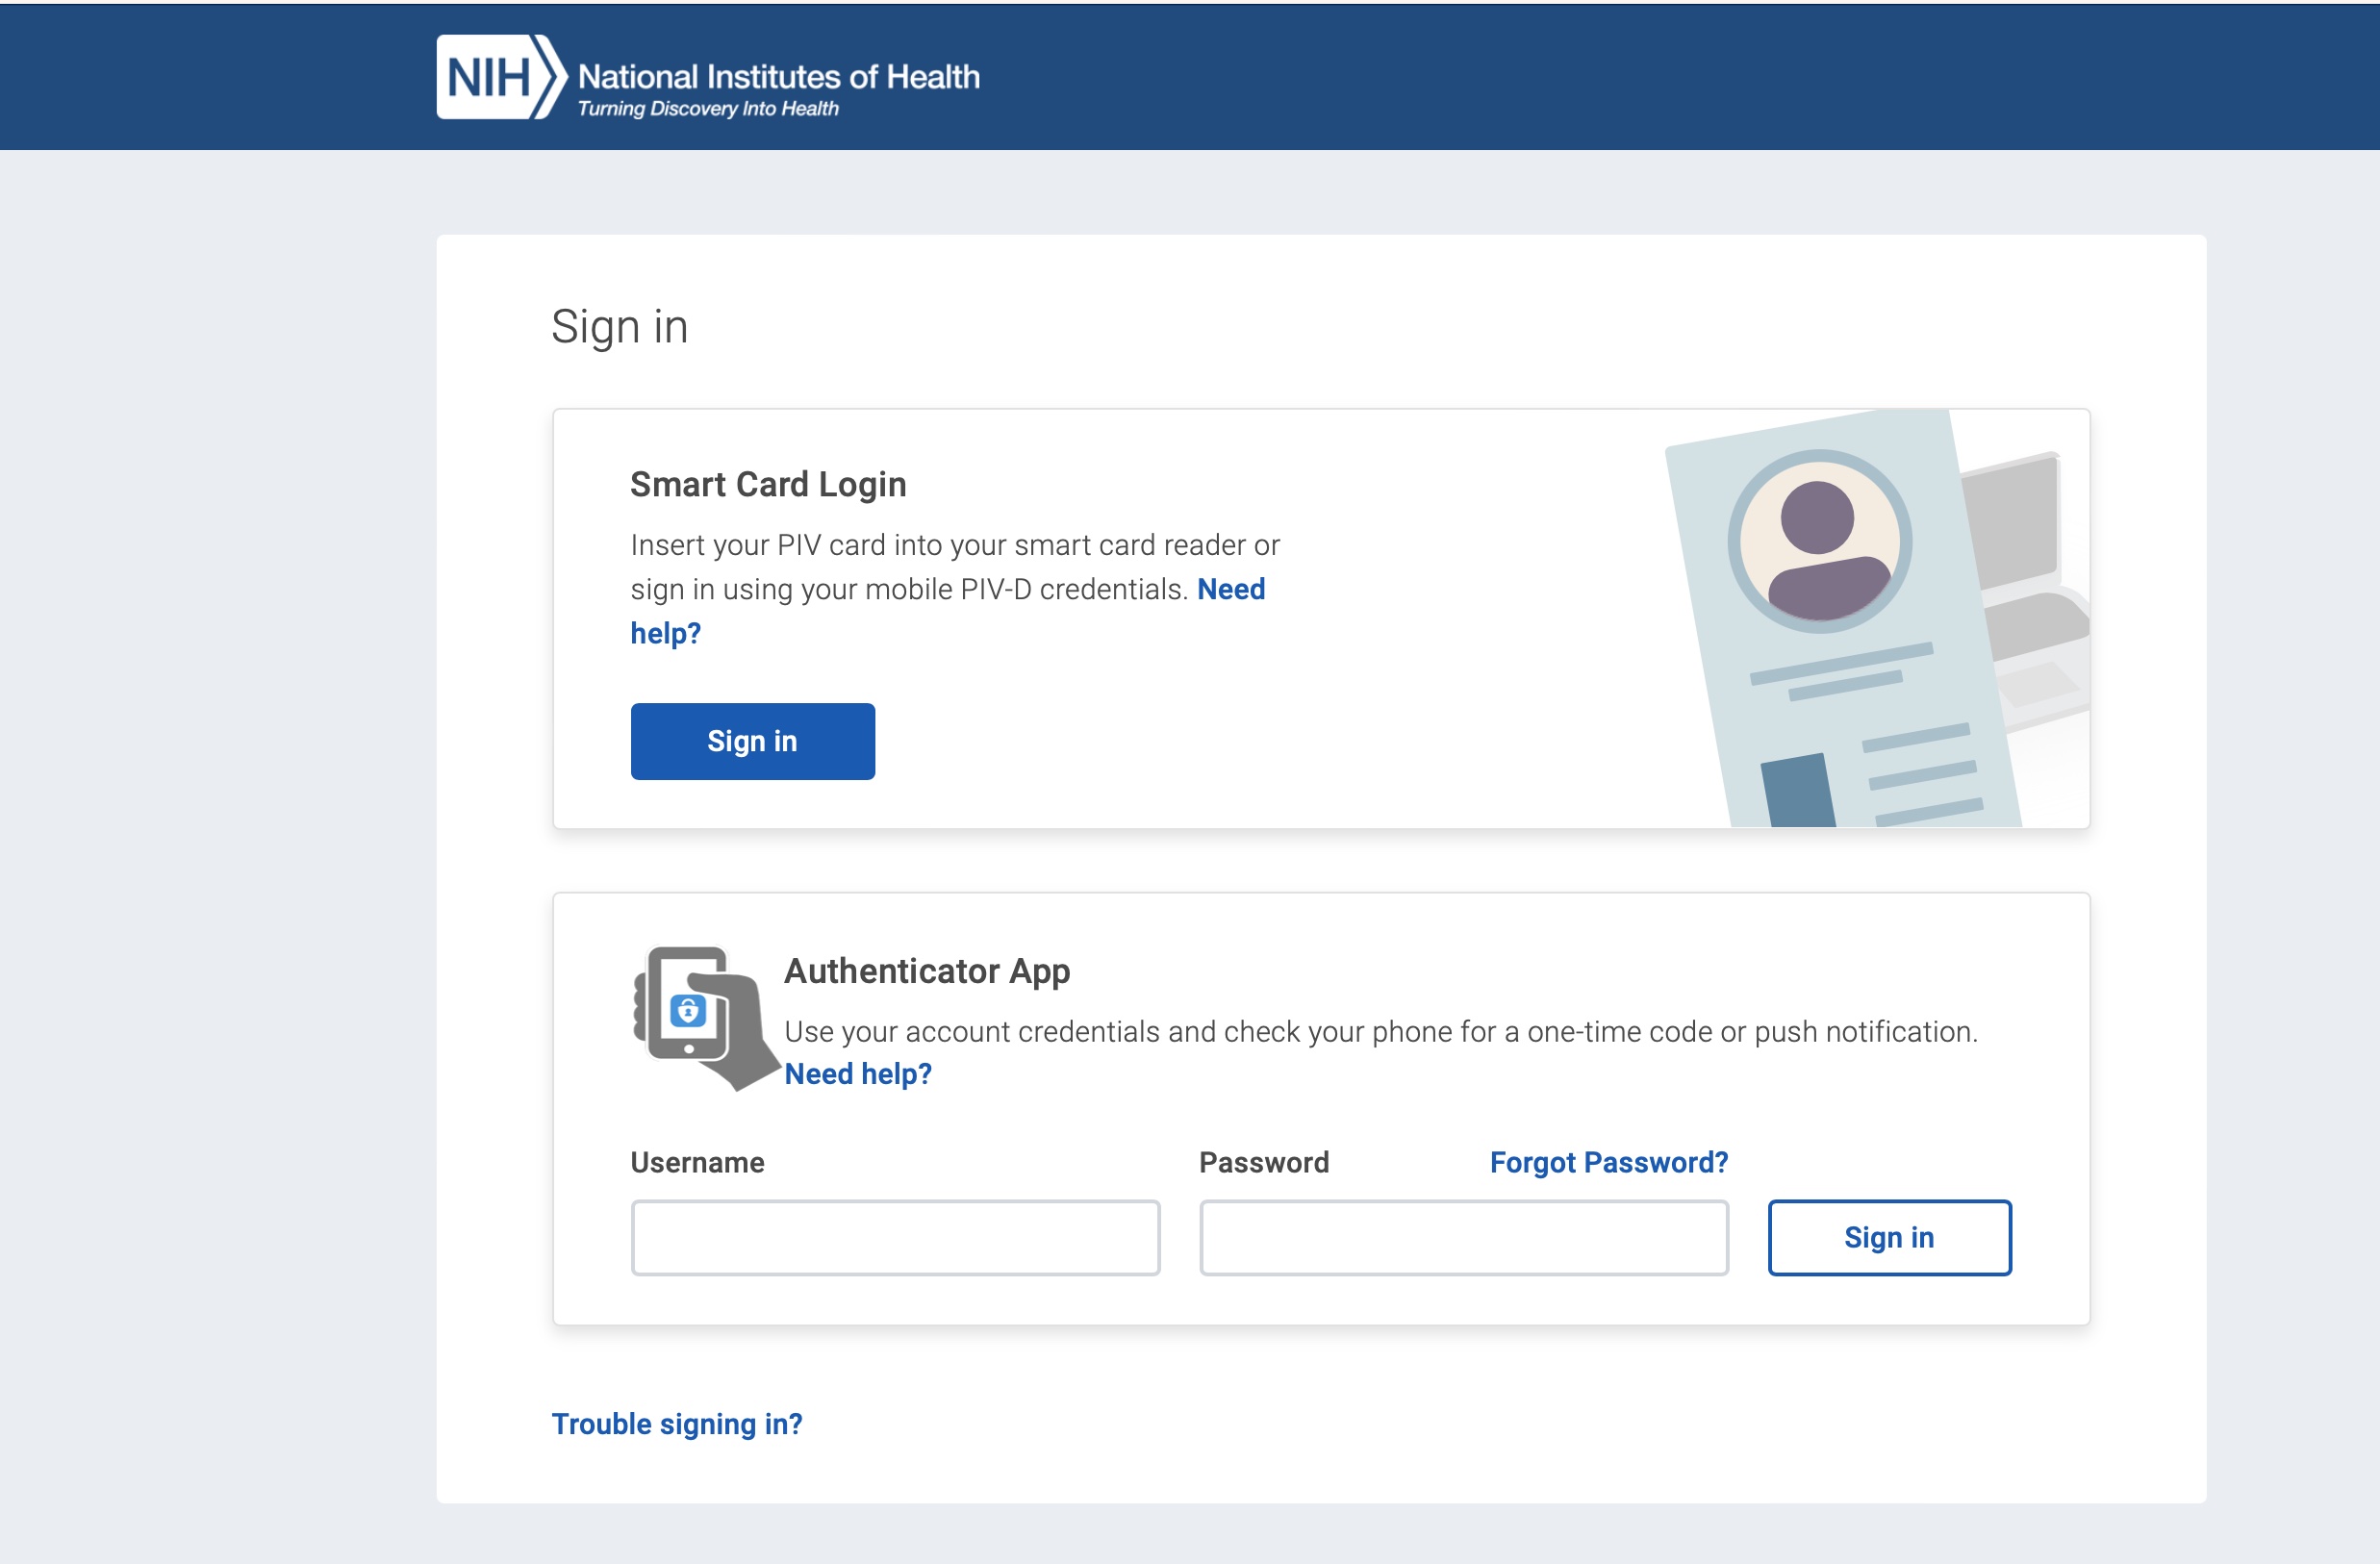 NIH
National Institutes of Health
Turning Discovery Into Health
Sign in
Smart Card Login
Insert your PIV card into your smart card reader or
sign in using your mobile PIV-D credentials. Need
help?
Sign in
Authenticator App
Use your account credentials and check your phone for a one-time code or push notification.
Need help?
Username
Password
Forgot Password?
Sign in
Trouble signing in?